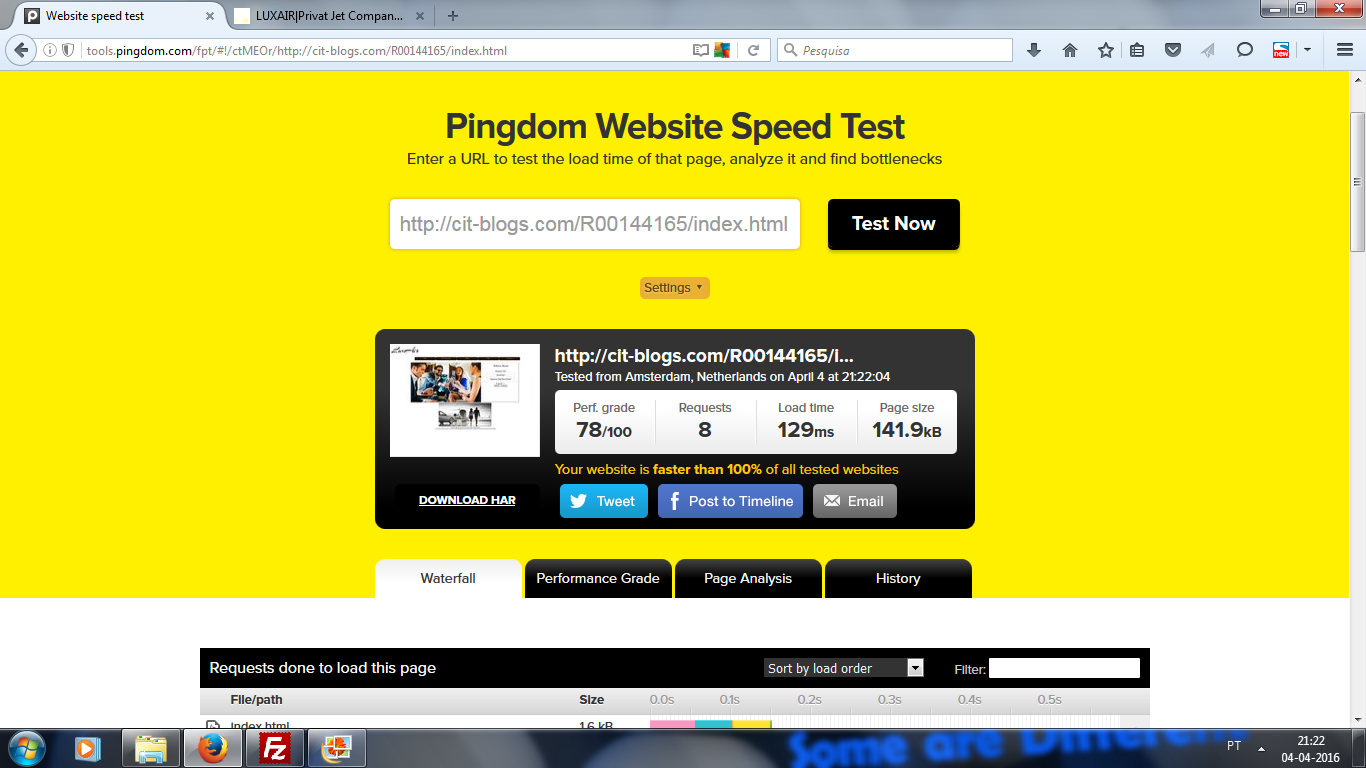 Website speed test
LUXAIR|Privat Jet Compan...
tools.pingdom.com/fpt/#!/ctMEOr/http://cit-blogs.com/R00144165/index.html
Pesquisa
new
Pingdom Website Speed Test
Enter a URL to test the load time of that page, analyze it and find bottlenecks
http://cit-blogs.com/R00144165/index.html
Test Now
Settings
http://cit-blogs.com/R00144165/i...
Tested from Amsterdam, Netherlands on April 4 at 21:22:04
Perf. grade Requests Load time Page size
78/100 8 129ms 141.9kB
Your website is faster than 100% of all tested websites
DOWNLOAD HAR
Tweet Post to Timeline Email
Waterfall Performance Grade Page Analysis History
Requests done to load this page Sort by load order Filter:
File/path Size 0.0s 0.1s 0.2s 0.3s 0.4s 0.5s
index.html 1.6 kB
Some are Differen
PT 21:22
04-04-2016